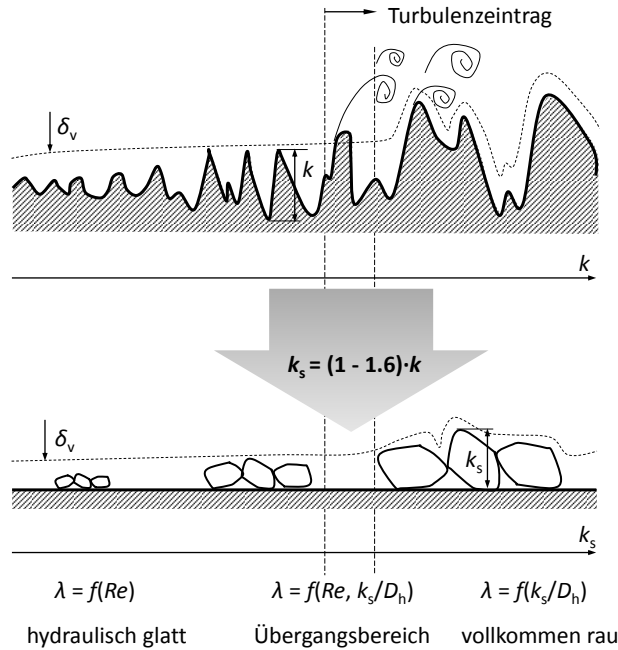 Turbulenzeintrag
δv
k
k
ks = (1 - 1.6)·k
δv
ks
ks
λ = f(Re)
λ = f(Re, ks/Dh)
λ = f(ks/Dh)
hydraulisch glatt
Übergangsbereich
vollkommen rau